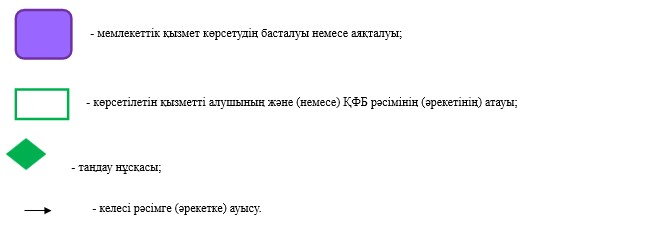 - мемлекеттік қызмет көрсетудің басталуы немесе аяқталуы;
- көрсетілетін қызметті алушының және (немесе) ҚФБ рәсімінің (әрекетінің) атауы;
- таңдау нұсқасы;
- келесі рәсімге (әрекетке) ауысу.